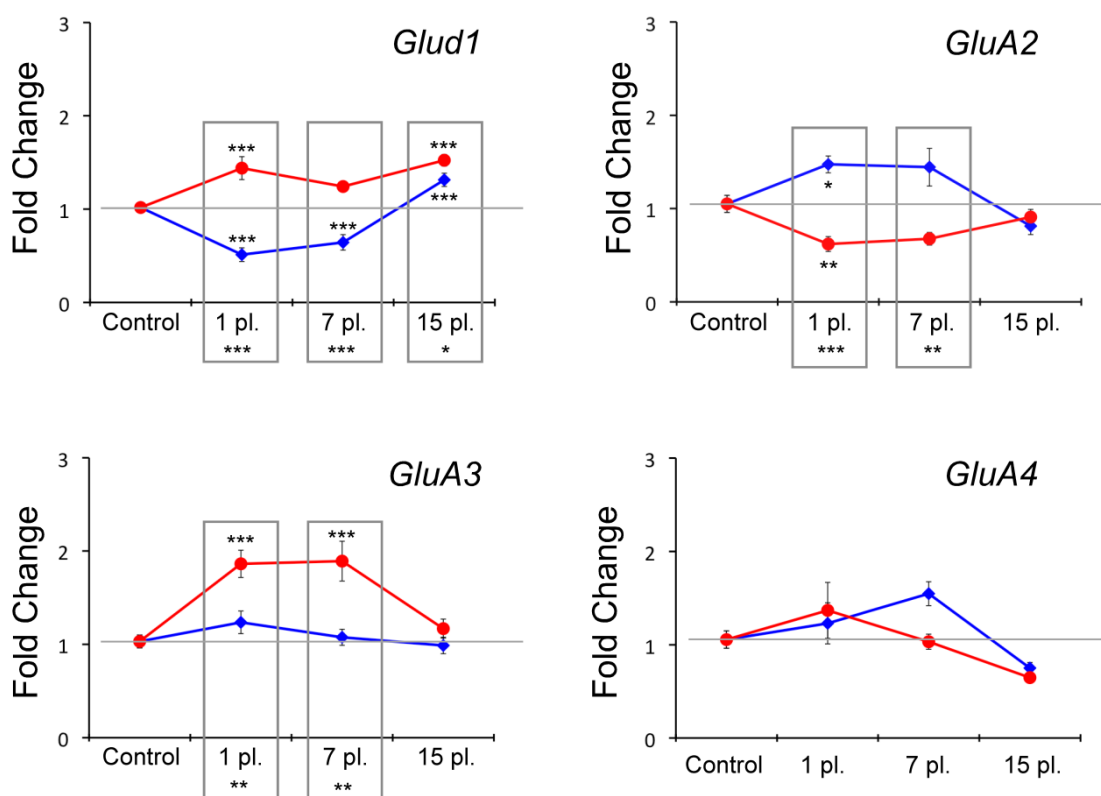 Glud1
Fold Change
3
2
1
0
***
***
***
***
***
Control 1 pl. 7 pl. 15 pl.
*** *** *
GluA2
Fold Change
3
2
1
0
*
**
Control 1 pl. 7 pl. 15 pl.
*** **
GluA3
Fold Change
3
2
1
0
*** ***
Control 1 pl. 7 pl. 15 pl.
** **
GluA4
Fold Change
3
2
1
0
Control 1 pl. 7 pl. 15 pl.